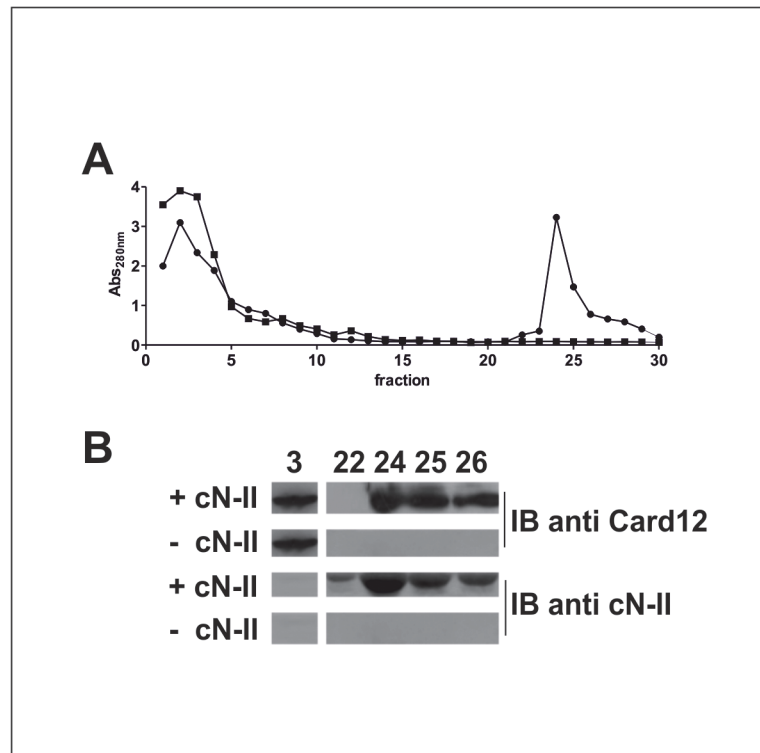 A
4
3
2
1
0
Abs280nm
0 5 10 15 20 25 30
fraction
B
3 22 24 25 26
+ cN-II
- cN-II
IB anti Card12
+ cN-II
- cN-II
IB anti cN-II